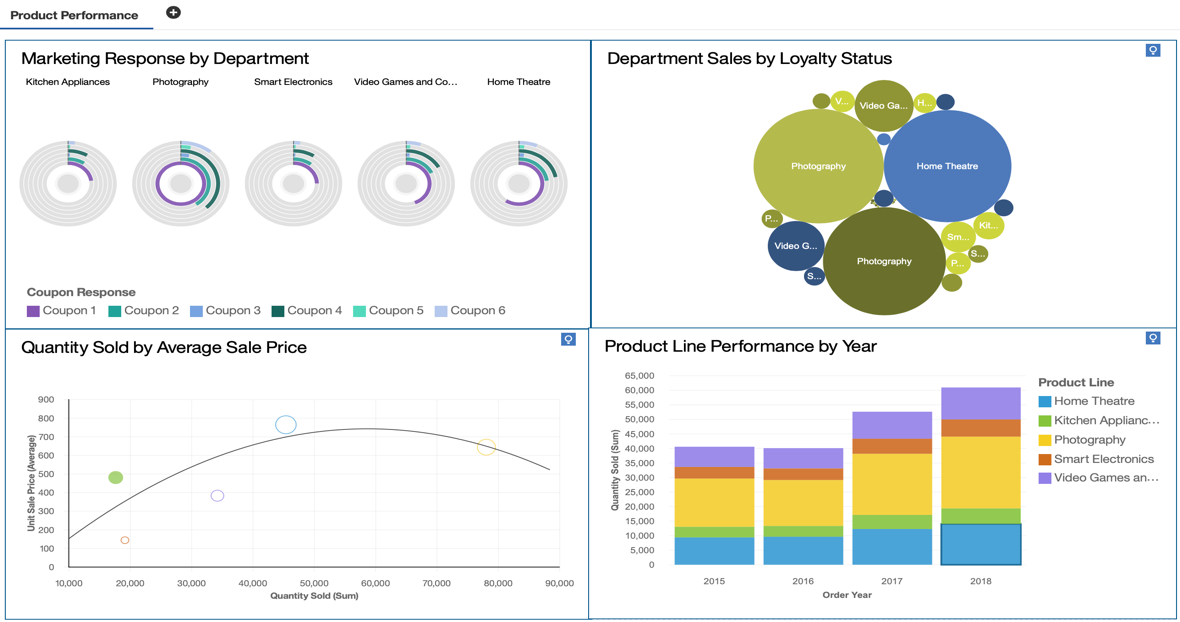 Product Performance
Marketing Response by Department
Kitchen Appliances Photography Smart Electronics Video Games and Co... Home Theatre
Coupon Response
Coupon 1 Coupon 2 Coupon 3 Coupon 4 Coupon 5 Coupon 6
Department Sales by Loyalty Status
V...
Video Ga...
H...
Photography
Home Theatre
P...
Kit...
Video G...
Sm...
S...
Photography
P...
S...
Quantity Sold by Average Sale Price
Unit Sale Price (Average)
900
800
700
600
500
400
300
200
100
0
10,000 20,000 30,000 40,000 50,000 60,000 70,000 80,000 90,000
Quantity Sold (Sum)
Product Line Performance by Year
Quantity Sold (Sum)
65,000
60,000
55,000
50,000
45,000
40,000
35,000
30,000
25,000
20,000
15,000
10,000
5,000
0
2015 2016 2017 2018
Order Year
Product Line
Home Theatre
Kitchen Applianc...
Photography
Smart Electronics
Video Games an...